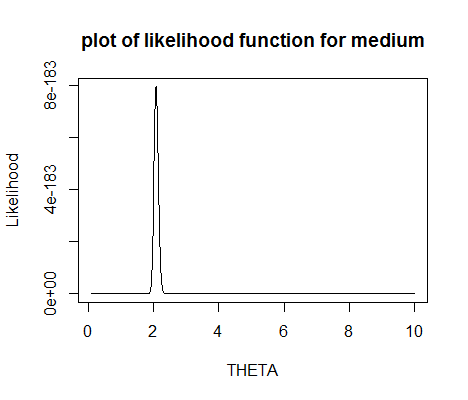 plot of likelihood function for medium
8e-183
4e-183
0e+00
Likelihood
0 2 4 6 8 10
THETA